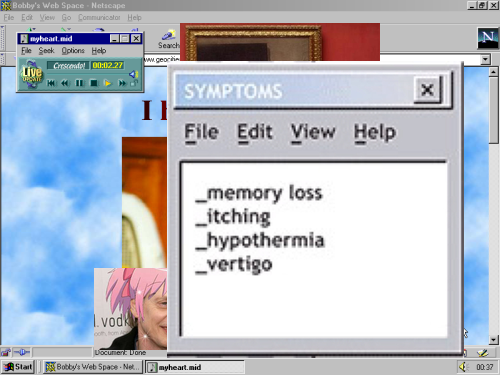 Bobby's Web Space - Netscape
File Edit View Go Communicator Help
myheart.mid
File Seek Options Help
Live UPDATE
Crescendo! 00:02.27
Search
www.geocitie
N
I
SYMPTOMS
File Edit View Help
_memory loss
_itching
_hypothermia
_vertigo
l.vodk
Document: Done
Start Bobby's Web Space - Net... myheart.mid 00:37